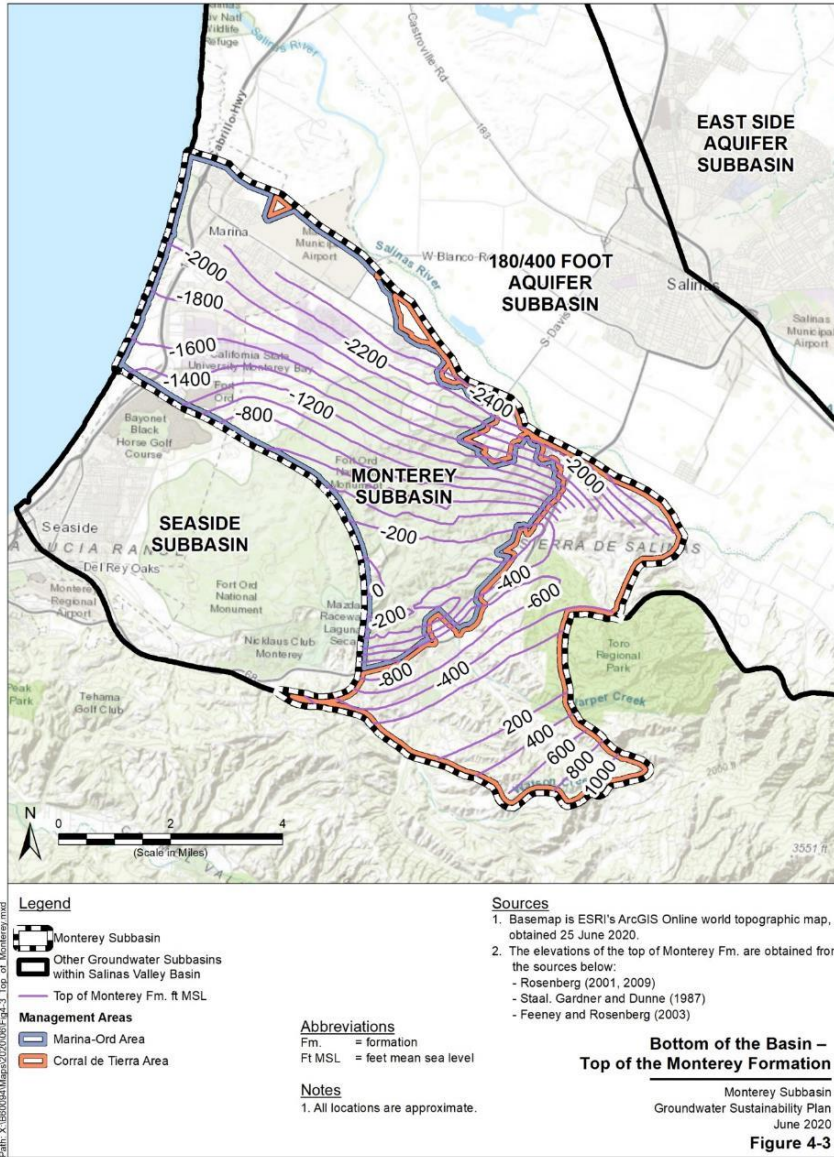 Salinas River
Castroville Rd
183
Cabrillo Hwy
EAST SIDE
AQUIFER
SUBBASIN
Marina
Municipal
Airport
Salinas River
W Blanco
180/400 FOOT
AQUIFER
SUBBASIN
Salinas
Salinas
Municipal
Airport
S Davis
-2000
-1800
-2200
-1600
California State
University Monterey Bay
-1400
Fort
Ord
-1200
-800
-2400
Bayonet
Black
Horse Golf
Course
Fort Ord
MONTEREY
SUBBASIN
-2000
-200
SEASIDE
SUBBASIN
Seaside
SIERRA DE SALINAS
Del Rey Oaks
Monterey
Regional
Airport
Fort Ord
National
Monument
-400
-600
0
-200
Nicklaus Club
Monterey
68
-800
-400
Toro
Regional
Park
Harper Creek
Peak
Park
Tehama
Golf Club
200
400
600
800
1000
N
0 2 4
(Scale in Miles)
3551 ft
Legend
Monterey Subbasin
Other Groundwater Subbasins
within Salinas Valley Basin
Top of Monterey Fm. ft MSL
Management Areas
Marina-Ord Area
Corral de Tierra Area
Abbreviations
Fm. = formation
Ft MSL = feet mean sea level
Notes
1. All locations are approximate.
Sources
1. Basemap is ESRI's ArcGIS Online world topographic map,
obtained 25 June 2020.
2. The elevations of the top of Monterey Fm. are obtained from
the sources below:
- Rosenberg (2001, 2009)
- Staal. Gardner and Dunne (1987)
- Feeney and Rosenberg (2003)
Bottom of the Basin –
Top of the Monterey Formation
Monterey Subbasin
Groundwater Sustainability Plan
June 2020
Figure 4-3